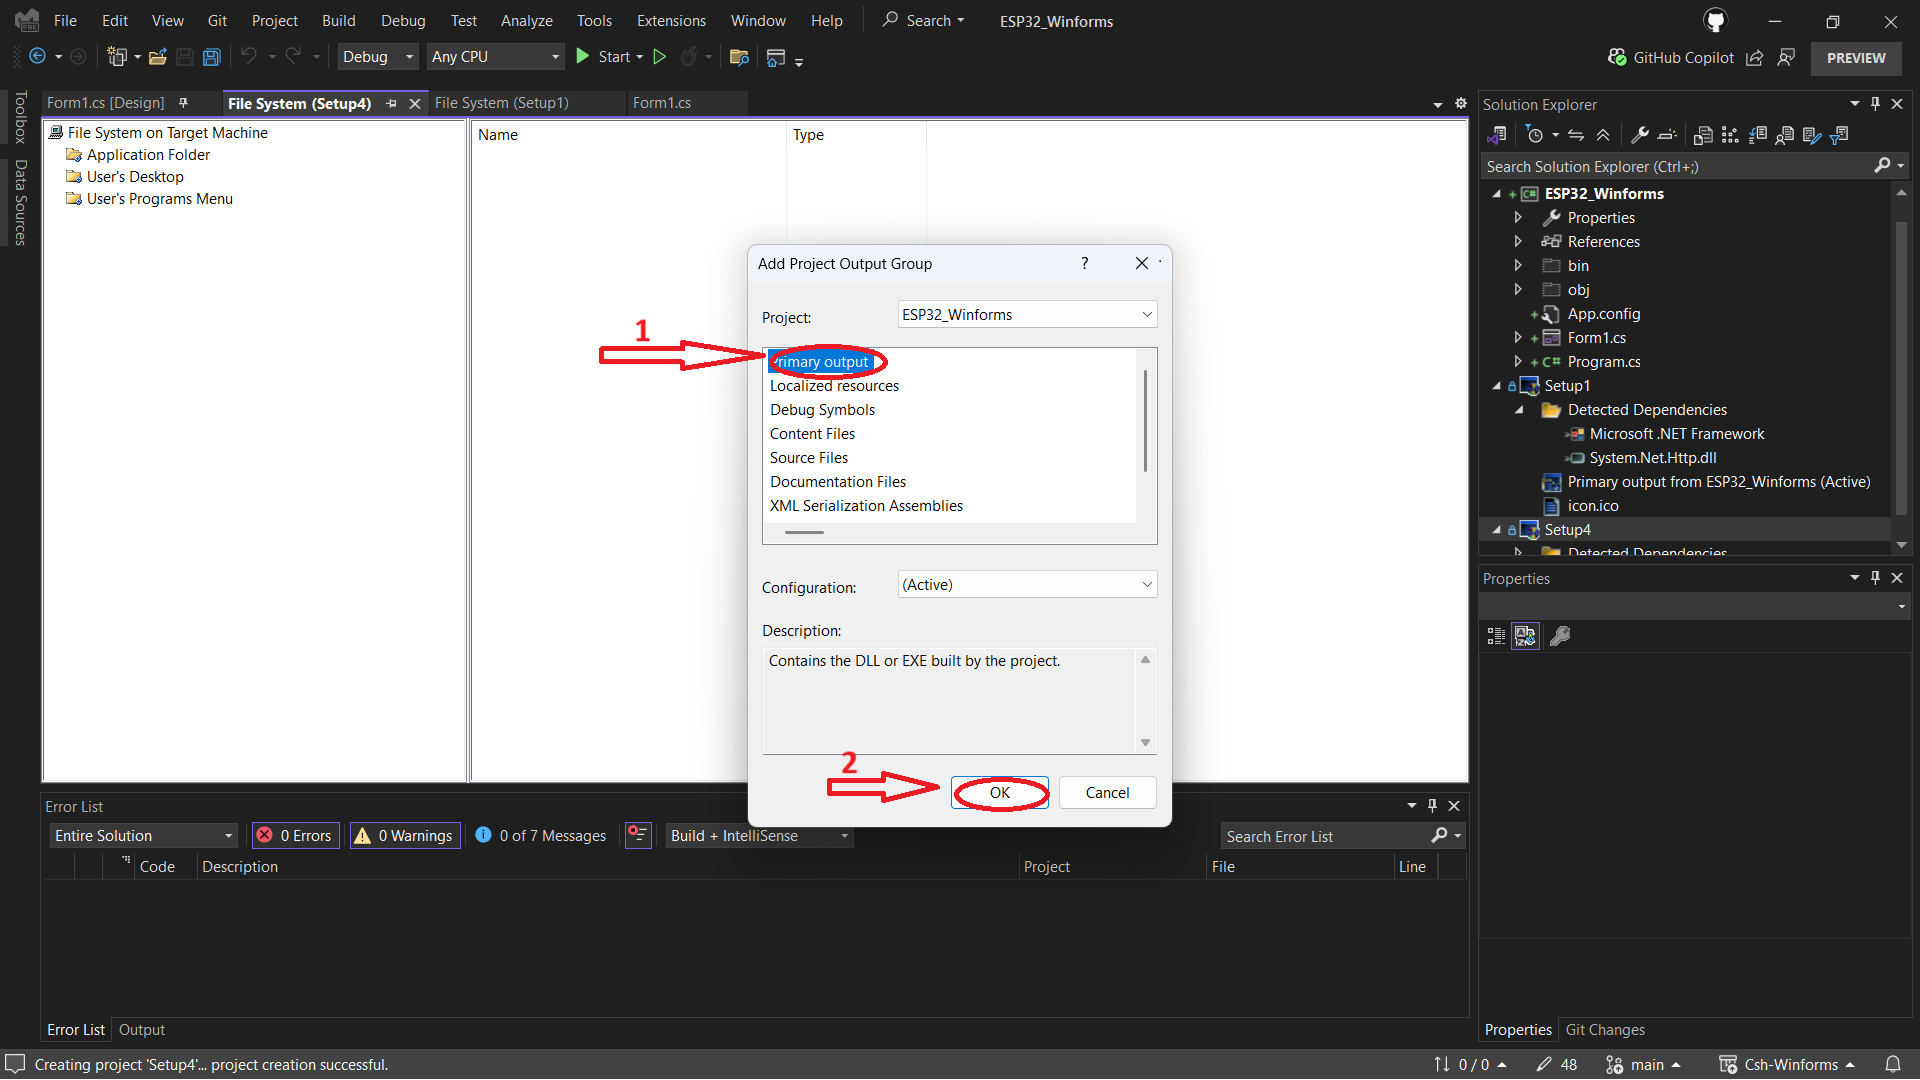 File Edit View Git Project Build Debug Test Analyze Tools Extensions Window Help Search ESP32_Winforms
Debug Any CPU Start GitHub Copilot PREVIEW
Toolbox
Data Sources
Form1.cs [Design] File System (Setup4) File System (Setup1) Form1.cs
File System on Target Machine
Application Folder
User's Desktop
User's Programs Menu
Name Type
Add Project Output Group ?
Project: ESP32_Winforms
1
Primary output
Localized resources
Debug Symbols
Content Files
Source Files
Documentation Files
XML Serialization Assemblies
Configuration: (Active)
Description:
Contains the DLL or EXE built by the project.
2
OK Cancel
Solution Explorer
Search Solution Explorer (Ctrl+;)
ESP32_Winforms
Properties
References
bin
obj
App.config
Form1.cs
Program.cs
Setup1
Detected Dependencies
Microsoft .NET Framework
System.Net.Http.dll
Primary output from ESP32_Winforms (Active)
icon.ico
Setup4
Detected Dependencies
Properties
Error List
Entire Solution 0 Errors 0 Warnings 0 of 7 Messages Build + IntelliSense Search Error List
Code Description Project File Line
Error List Output
Properties Git Changes
Creating project 'Setup4'... project creation successful. 0 / 0 48 main Csh-Winforms